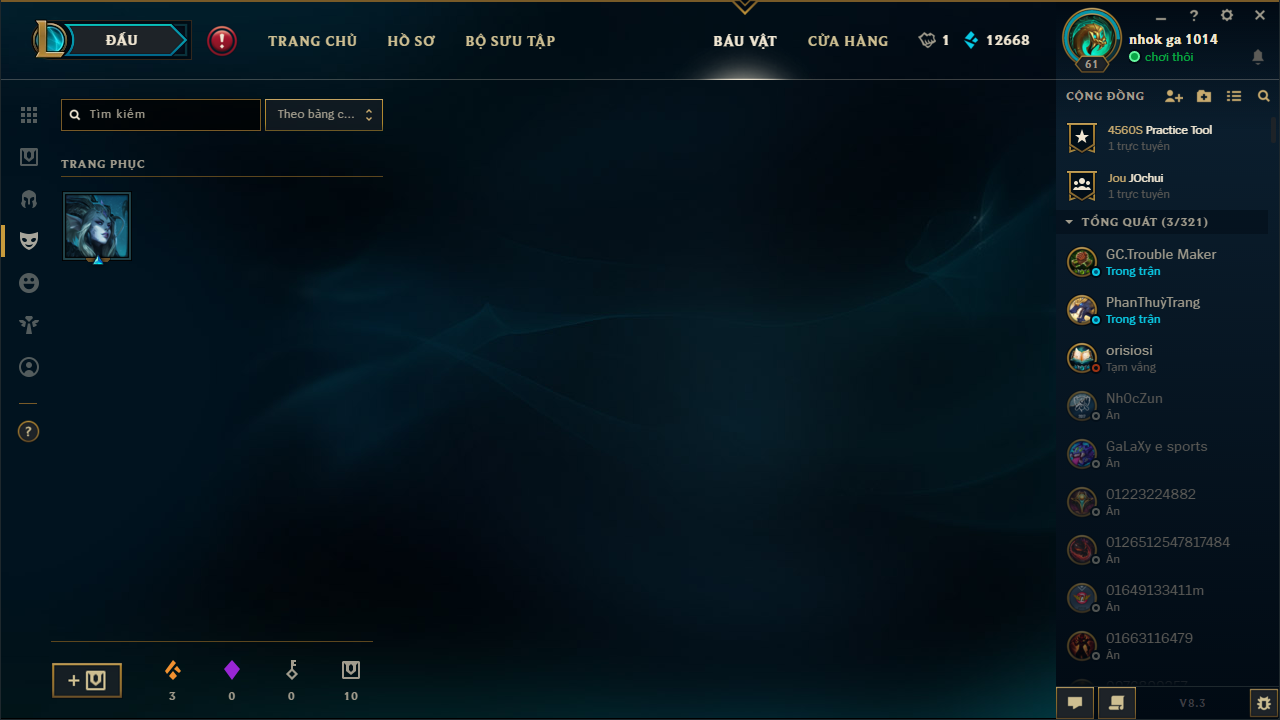 ĐẤU
TRANG CHỦ
HỒ SƠ
BỘ SƯU TẬP
BÁU VẬT
CỬA HÀNG
1
12668
61
nhok ga 1014
chơi thôi
Tìm kiếm
Theo bảng c...
TRANG PHỤC
?
3
0
0
10
CỘNG ĐỒNG
4560S Practice Tool
1 trực tuyến
Jou JOchui
1 trực tuyến
TỔNG QUÁT (3/321)
GC.Trouble Maker
Trong trận
PhanThuỳTrang
Trong trận
orisiosi
Tạm vắng
Nh0cZun
Ẩn
GaLaXy e sports
Ẩn
01223224882
Ẩn
0126512547817484
Ẩn
01649133411m
Ẩn
01663116479
Ẩn
V8.3